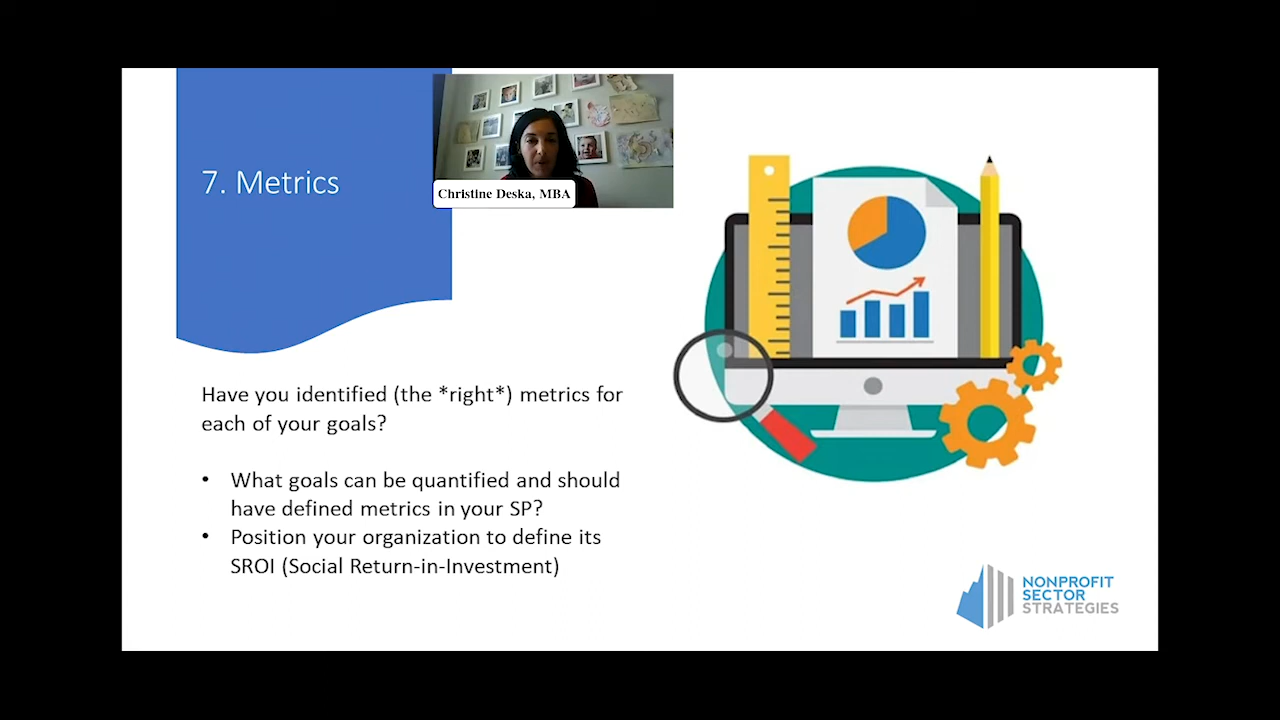 7. Metrics
Christine Deska, MBA
Have you identified (the *right*) metrics for
each of your goals?
• What goals can be quantified and should
have defined metrics in your SP?
• Position your organization to define its
SROI (Social Return-in-Investment)
NONPROFIT
SECTOR
STRATEGIES